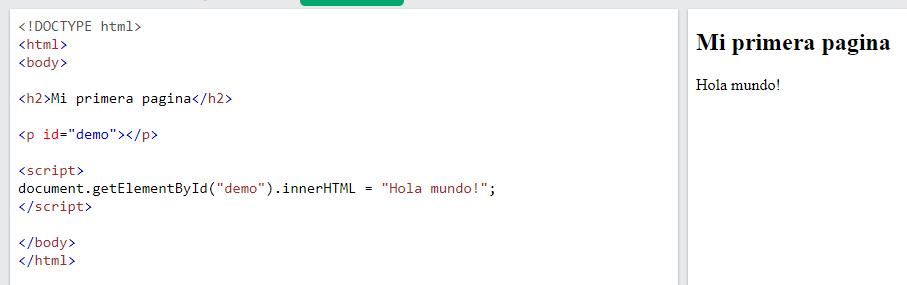 <!DOCTYPE html>
<html>
<body>
<h2>Mi primera pagina</h2>
<p id="demo"></p>
<script>
document.getElementById("demo").innerHTML = "Hola mundo!";
</script>
</body>
</html>
Mi primera pagina
Hola mundo!